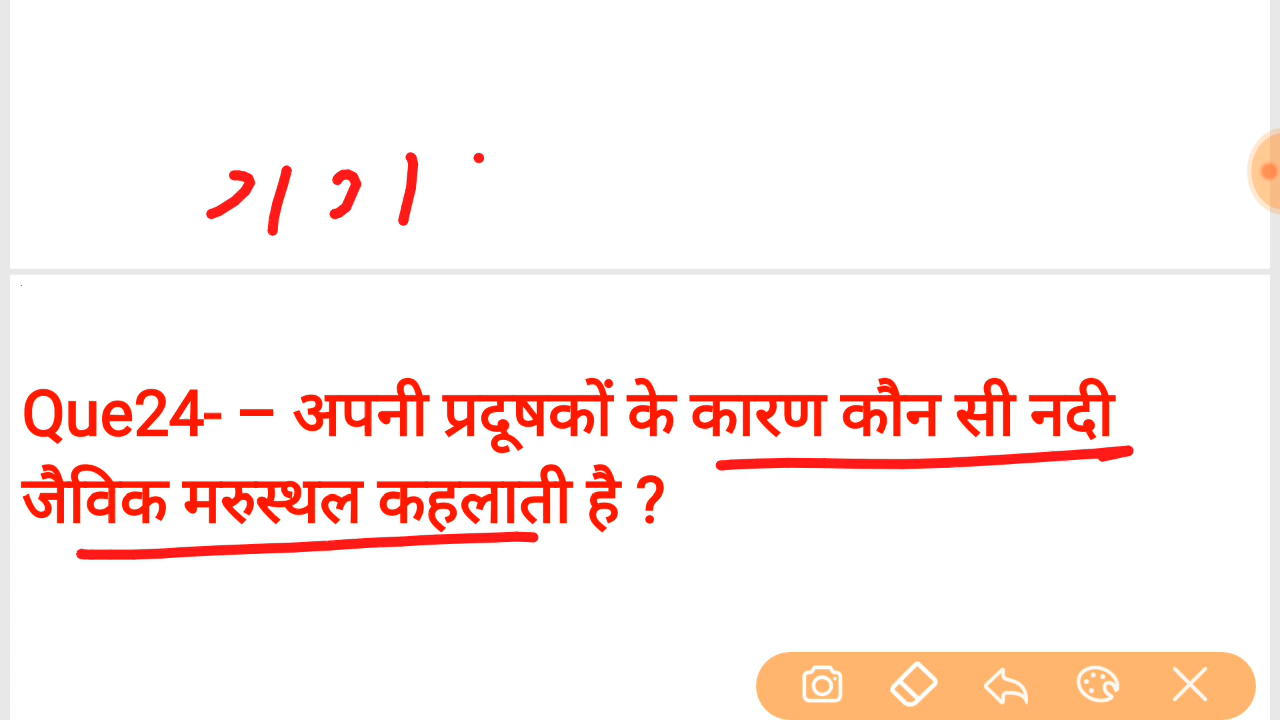 Que24- – अपनी प्रदूषकों के कारण कौन सी नदी
जैविक मरुस्थल कहलाती है ?